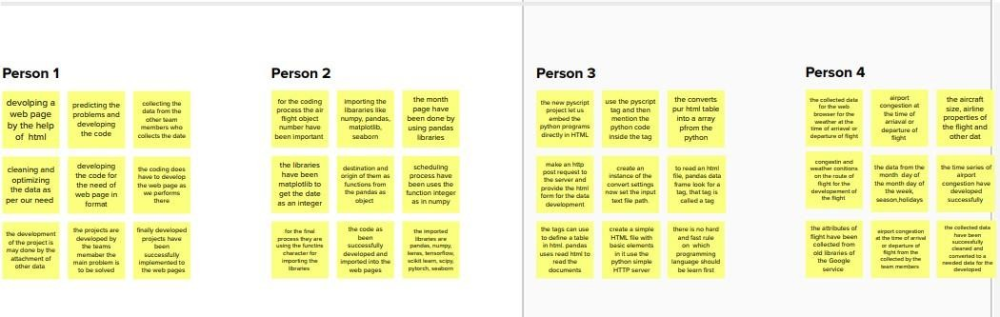 Person 1
devolping a
web page
by the help
of html
predicting the
problems and
developing
the code
collecting the
data from the
other team
members who
collects the date
cleaning and
optimizing
the data as
per our need
developing
the code for
the need of
web page in
format
the coding does
have to develop
the web page as
we performs
there
the development
of the project is
may done by the
attachment of
other data
the projects are
developed by
the teams
memaber the
main problem is
to be solved
finally developed
projects have
been
successfully
implemented to
the web pages
Person 2
for the coding
process the air
flight object
number have
been important
importing the
libararies like
numpy, pandas,
matplotlib,
seaborn
the month
page have
been done by
using pandas
libraries
the libraries
have been
matplotlib to
get the date
as an integer
destination and
origin of them as
functions from
the pandas as
object
scheduling
process have
been uses the
function integer
as in numpy
for the final
process they are
using the functins
character for
importing the
libraries
the code as
been
successfully
developed and
imported into the
web pages
the imported
libraries are
pandas, numpy,
keras, tensorflow,
scikit team, scipy,
pytorch, seaborn
Person 3
the new pyscript
project let us
embed the
python programs
directly in HTML
use the pyscript
tag and then
mention the
python code
inside the tag
the converts
pur html table
into a array
pfrom the
python
make an http
post request to
the server and
provide the html
form for the data
development
create an
instance of the
convert settings
now set the input
text file path.
to read an html
file, pandas data
frame look for a
tag, that tag is
called a tag
the tags can use
to define a table
in html. pandas
uses read html to
the documents
create a simple
HTML file with
basic elements
in it use the
python simple
HTTP server
there is no hard
and fast
rule on which
programming
language should
be learn first
Person 4
the collected data
for the web
browser for the
weather at the
time of arrival or
departure of flight
airport
congestion at
the time of
arriaval or
departure of
flight
the aircraft
size, airline
properties of
the flight and
other dat
congestin and
weather conitions
on the route of
flight for the
developement of
the flight
the data from the
month day of
the month day of
the week,
season,holidays
the time series of
airport
congestion have
developed
successfully
the attributes of
flight have been
collected from
old libraries of
the Google
service
airport congestion
at the time of arrival
or departure of
flight from the
collected by the
team members
the collected data
have been
successfully
cleaned and
converted to a
needed data for the
developed